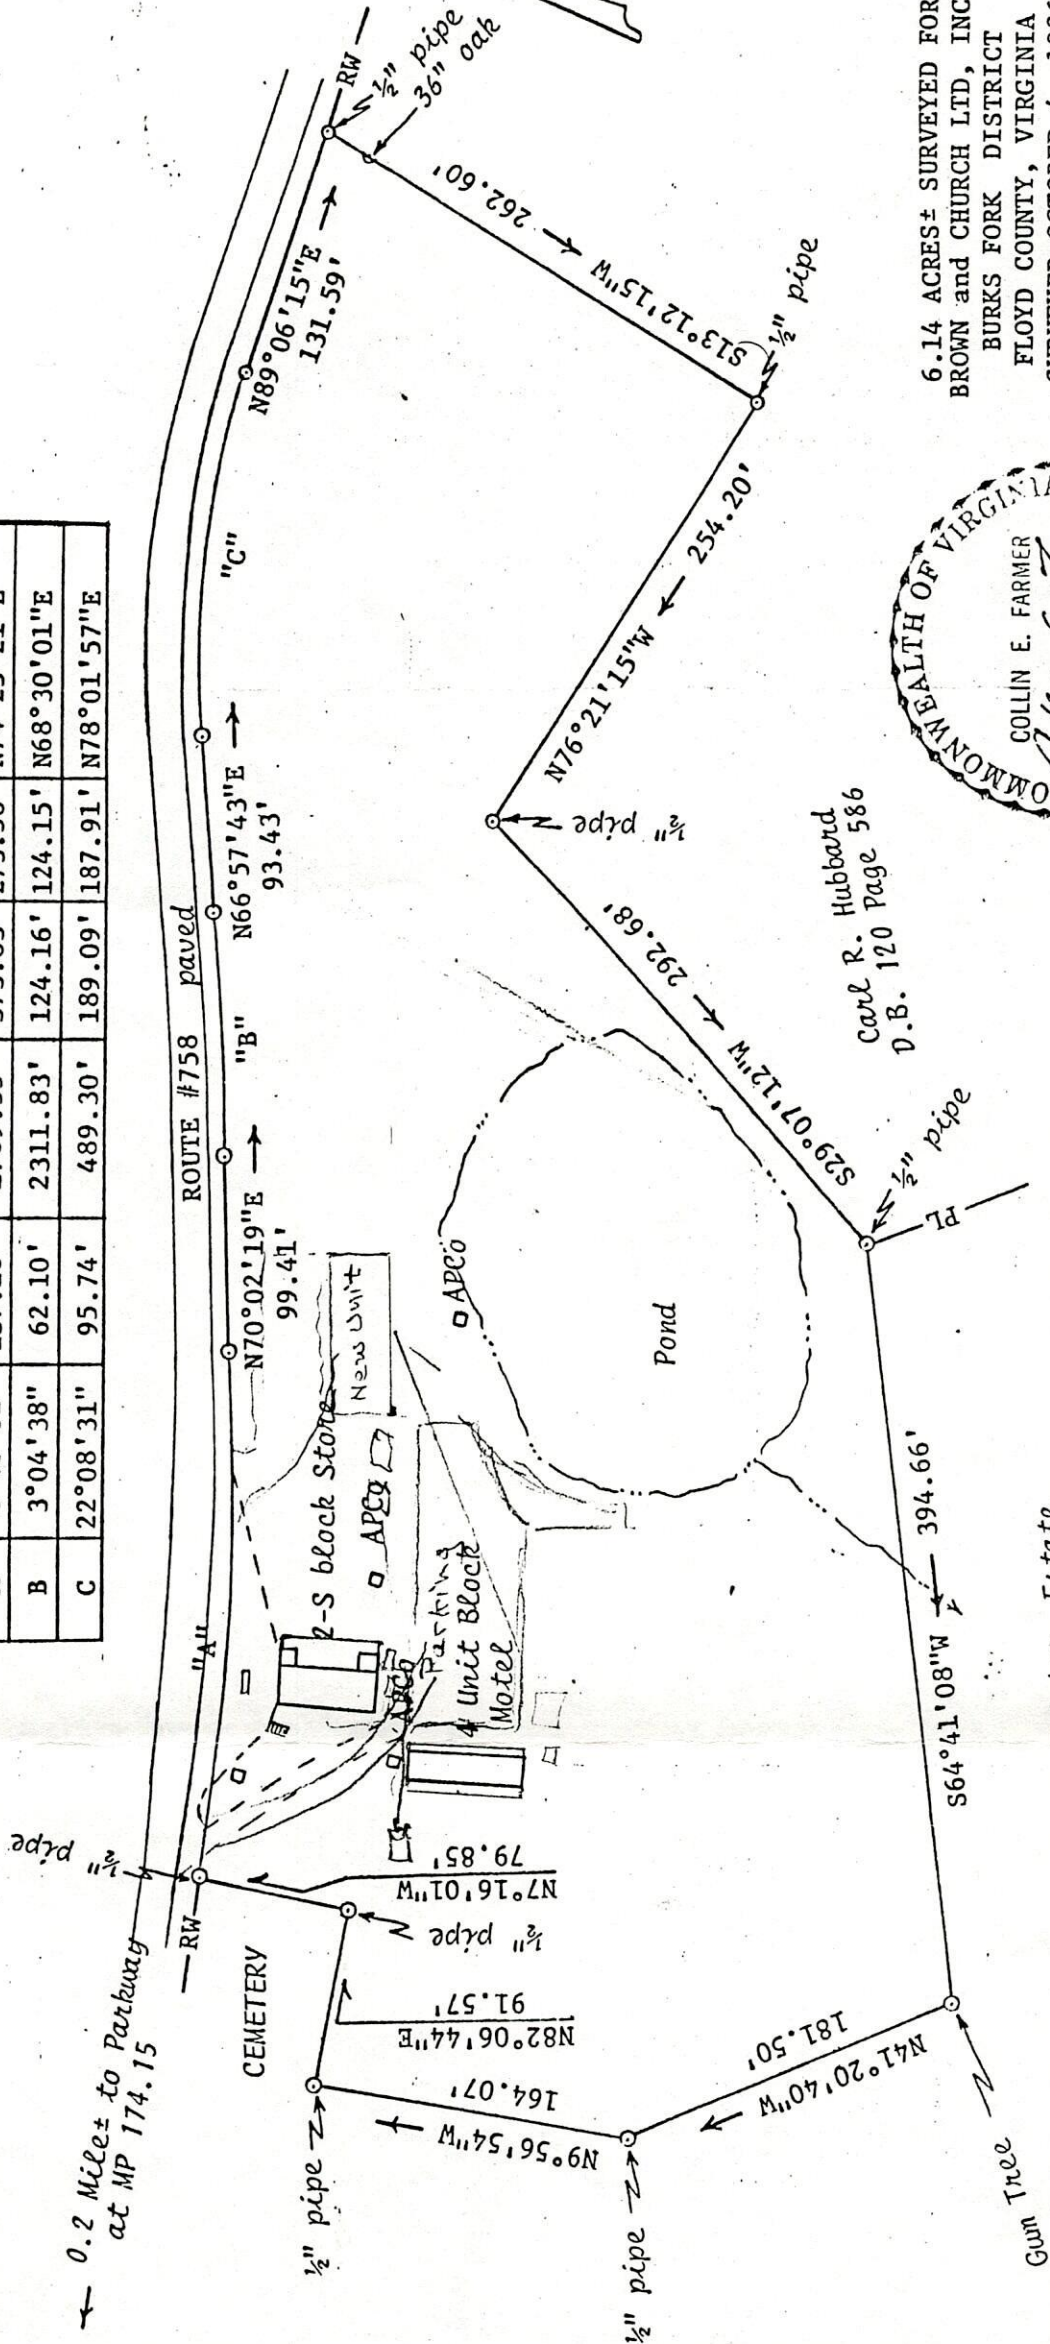 B 3°04'38" 62.10' 2311.83' 124.16' 124.15' N68°30'01"E
C 22°08'31" 95.74' 489.30' 189.09' 187.91' N78°01'57"E
← 0.2 Mile± to Parkway
at MP 174.15
½" pipe
RW
ROUTE #758 paved
"A"
"B"
"C"
RW
½" pipe
36" oak
N70°02'19"E →
99.41'
N66°57'43"E →
93.43'
N89°06'15"E →
131.59'
S13°12'15"W → 262.60'
½" pipe
N76°21'15"W ← 254.20'
½" pipe
S29°07'12"W ← 292.68'
½" pipe
PL
Carl R. Hubbard
D.B. 120 Page 586
S64°41'08"W ← 394.66'
Gum Tree
N41°20'40"W
181.50'
½" pipe
N9°56'54"W
164.07'
½" pipe
N82°06'44"E
91.57'
½" pipe
N7°16'01"W
79.85'
CEMETERY
2-S block Store
New Unit
APCo
APCo
Parking
4 Unit Block
Motel
APCo
Pond
6.14 ACRES± SURVEYED FOR
BROWN and CHURCH LTD, INC
BURKS FORK DISTRICT
FLOYD COUNTY, VIRGINIA
COMMONWEALTH OF VIRGINIA
COLLIN E. FARMER